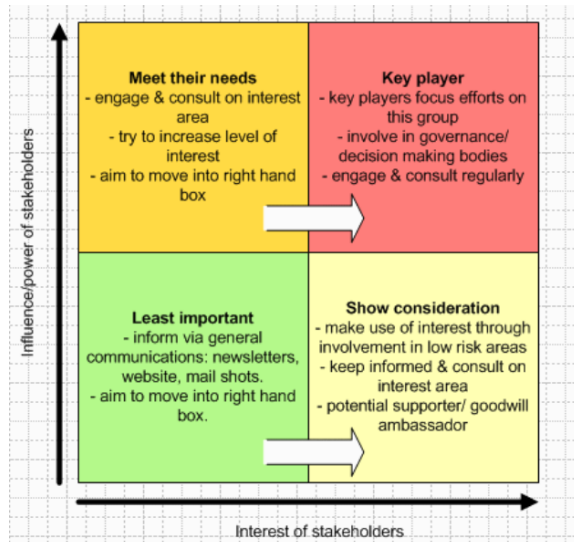 Influence/power of stakeholders
Meet their needs
- engage & consult on interest
area
- try to increase level of
interest
- aim to move into right hand
box
Key player
- key players focus efforts on
this group
- involve in governance/
decision making bodies
- engage & consult regularly
Least important
- inform via general
communications: newsletters,
website, mail shots.
- aim to move into right hand
box.
Show consideration
- make use of interest through
involvement in low risk areas
- keep informed & consult on
interest area
- potential supporter/ goodwill
ambassador
Interest of stakeholders